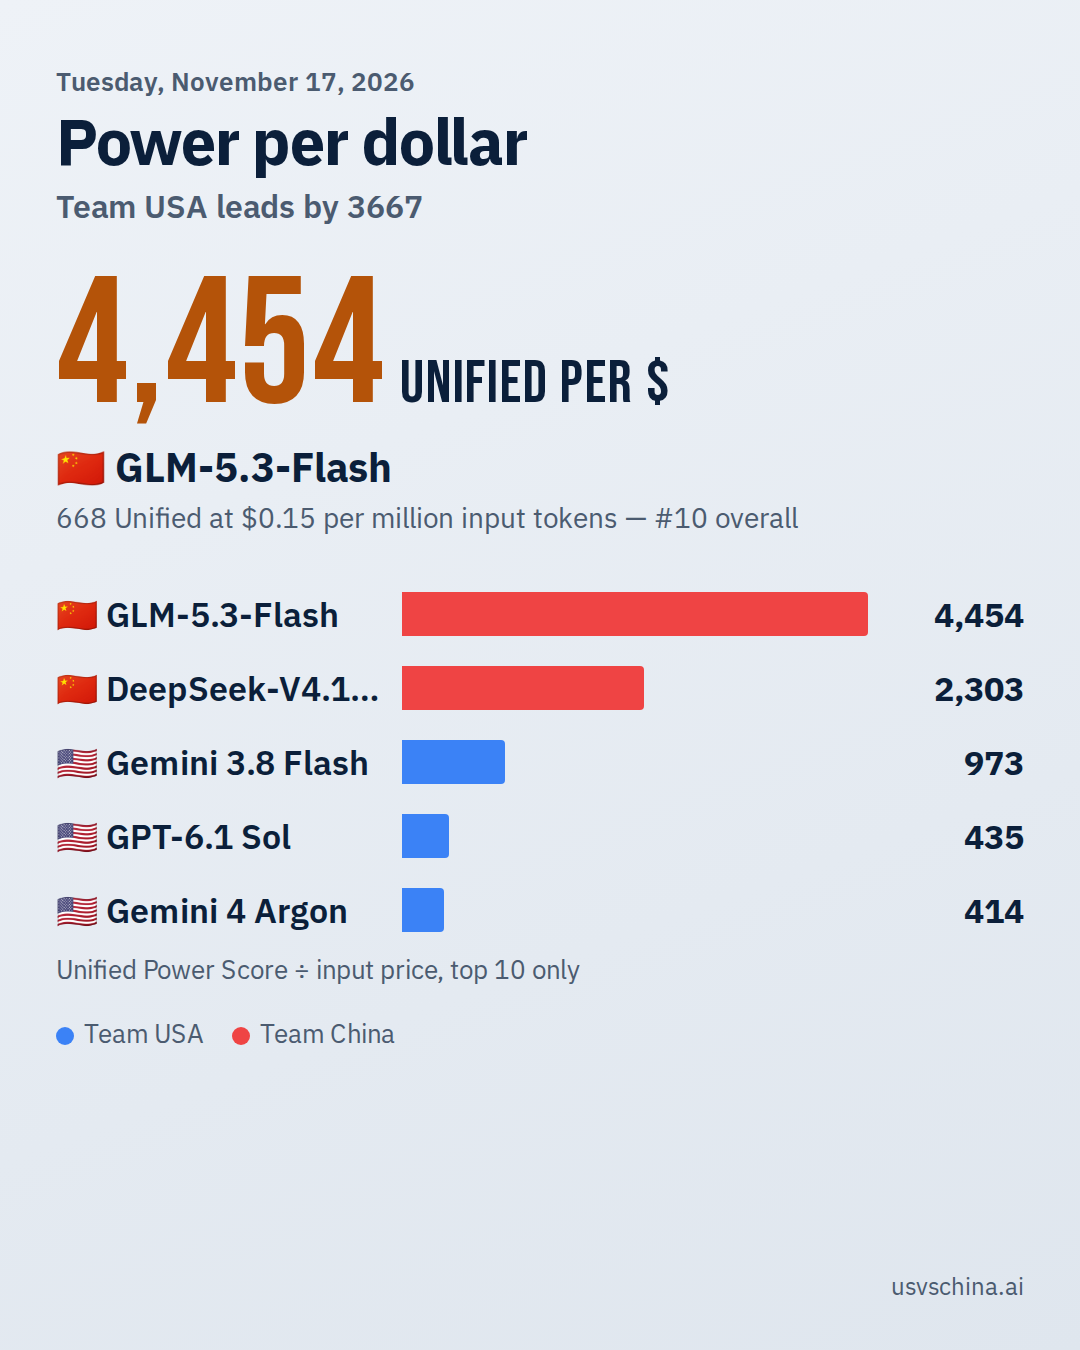 Tuesday, November 17, 2026
Power per dollar
Team USA leads by 3667
4,454 UNIFIED PER $
🇨🇳 GLM-5.3-Flash
668 Unified at $0.15 per million input tokens — #10 overall
🇨🇳 GLM-5.3-Flash 4,454
🇨🇳 DeepSeek-V4.1... 2,303
🇺🇸 Gemini 3.8 Flash 973
🇺🇸 GPT-6.1 Sol 435
🇺🇸 Gemini 4 Argon 414
Unified Power Score ÷ input price, top 10 only
Team USA Team China
usvschina.ai